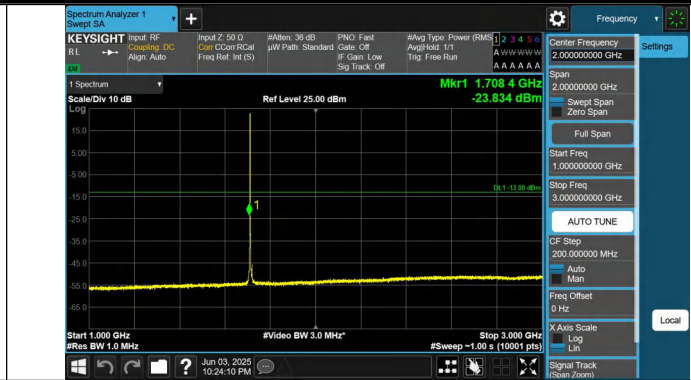 Spectrum Analyzer 1
Swept SA
Frequency
KEYSIGHT Input: RF Input Z: 50 Ω #Atten: 36 dB PNO: Fast #Avg Type: Power (RMS 1 2 3 4 5 6
R L Coupling: DC Corr CCorr RCal µW Path: Standard Gate: Off Avg|Hold: 1/1 A W W W W W
Align: Auto Freq Ref: Int (S) IF Gain: Low Trig: Free Run
Sig Track: Off A A A A A A
1 Spectrum
Mkr1 1.708 4 GHz
Scale/Div 10 dB Ref Level 25.00 dBm -23.834 dBm
Log
15.0
5.00
-5.00
DL1 -13.00 dBm
-15.0
1
-25.0
-35.0
-45.0
-55.0
-65.0
Start 1.000 GHz #Video BW 3.0 MHz* Stop 3.000 GHz
#Res BW 1.0 MHz #Sweep ~1.00 s (10001 pts)
? Jun 03, 2025
10:24:10 PM
Center Frequency
2.000000000 GHz
Settings
Span
2.00000000 GHz
Swept Span
Zero Span
Full Span
Start Freq
1.000000000 GHz
Stop Freq
3.000000000 GHz
AUTO TUNE
CF Step
200.000000 MHz
Auto
Man
Freq Offset
0 Hz
X Axis Scale
Log
Lin
Local
Signal Track
(Span Zoom)